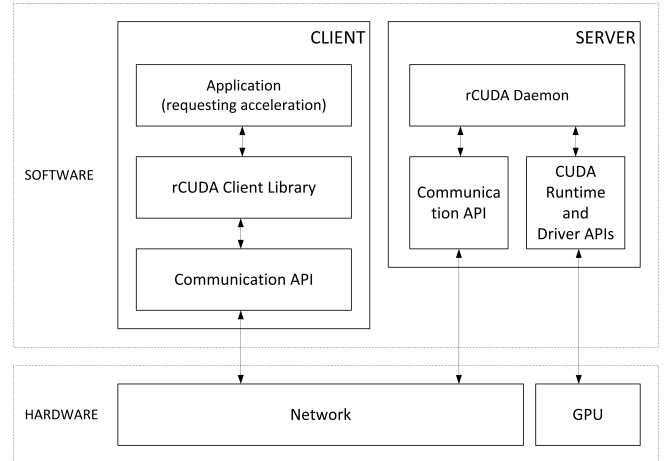 CLIENT
SERVER
Application
(requesting acceleration)
rCUDA Daemon
SOFTWARE
rCUDA Client Library
Communica
tion API
CUDA
Runtime
and
Driver APIs
Communication API
HARDWARE
Network
GPU